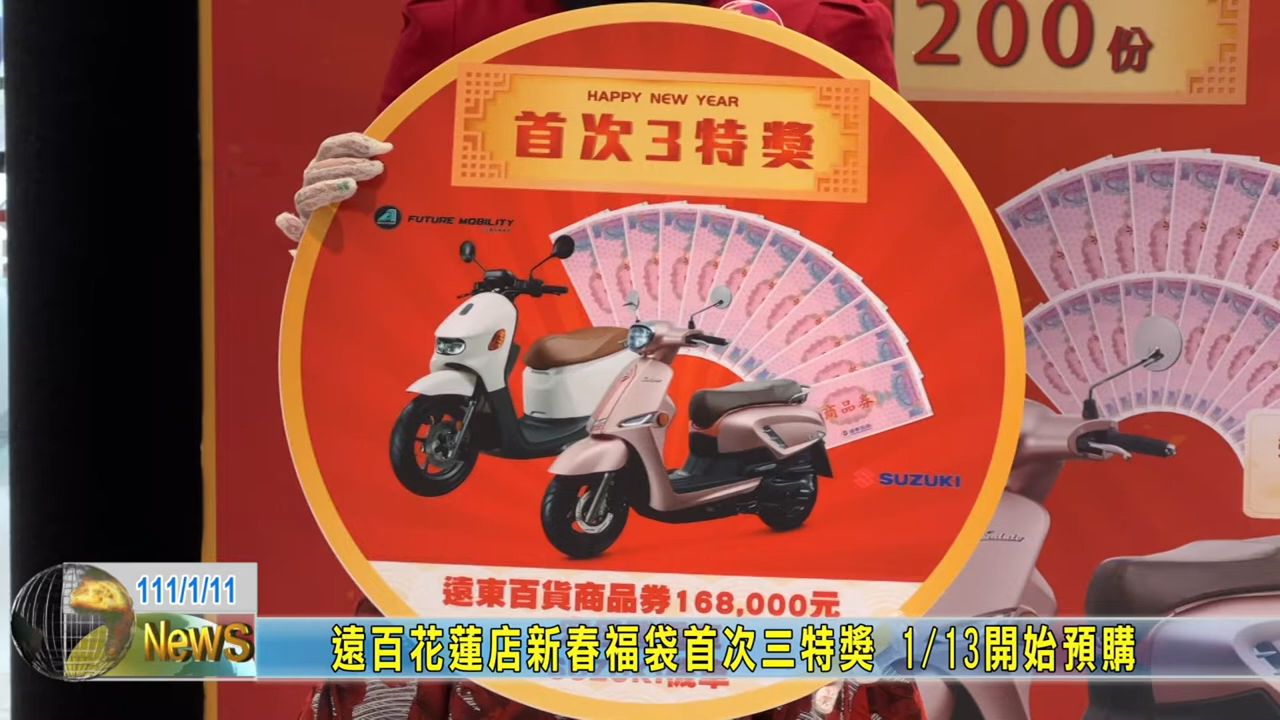 200份
HAPPY NEW YEAR
首次3特獎
FUTURE MOBILITY
商品券
SUZUKI
遠東百貨商品券168,000元
111/1/11
News
遠百花蓮店新春福袋首次三特獎 1/13開始預購